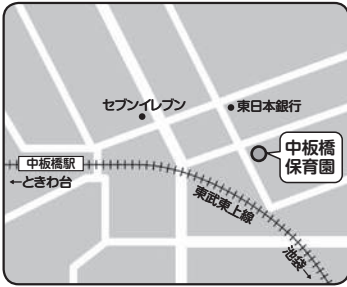 セブンイレブン
東日本銀行
中板橋
保育園
中板橋駅
←ときわ台
東武東上線
池袋→